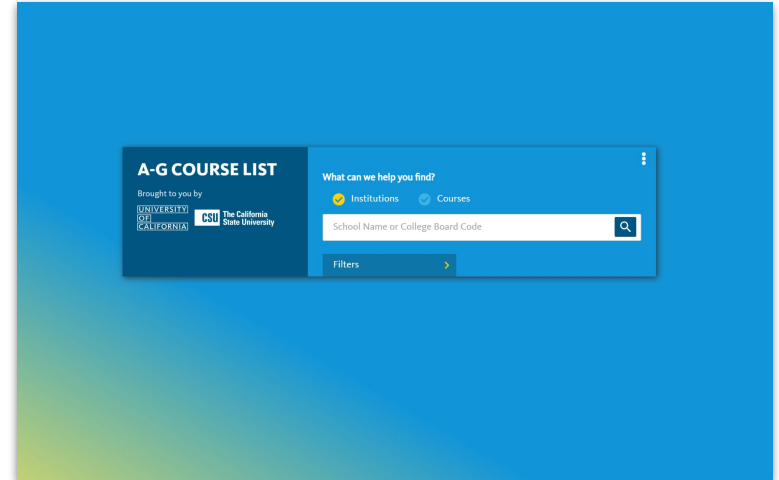 A-G COURSE LIST
Brought to you by
UNIVERSITY
OF
CALIFORNIA
CSU The California
State University
What can we help you find?
Institutions Courses
School Name or College Board Code
Filters